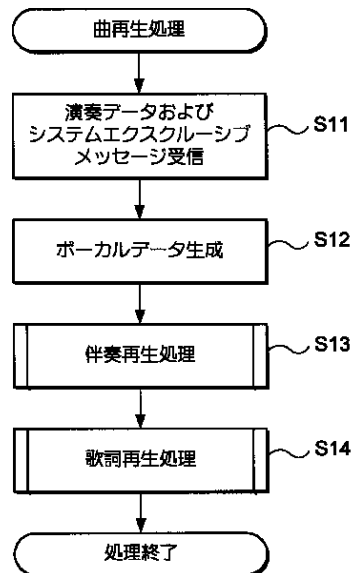 曲再生処理
演奏データおよび
システムエクスクルーシブ
メッセージ受信
S11
ボーカルデータ生成
S12
伴奏再生処理
S13
歌詞再生処理
S14
処理終了